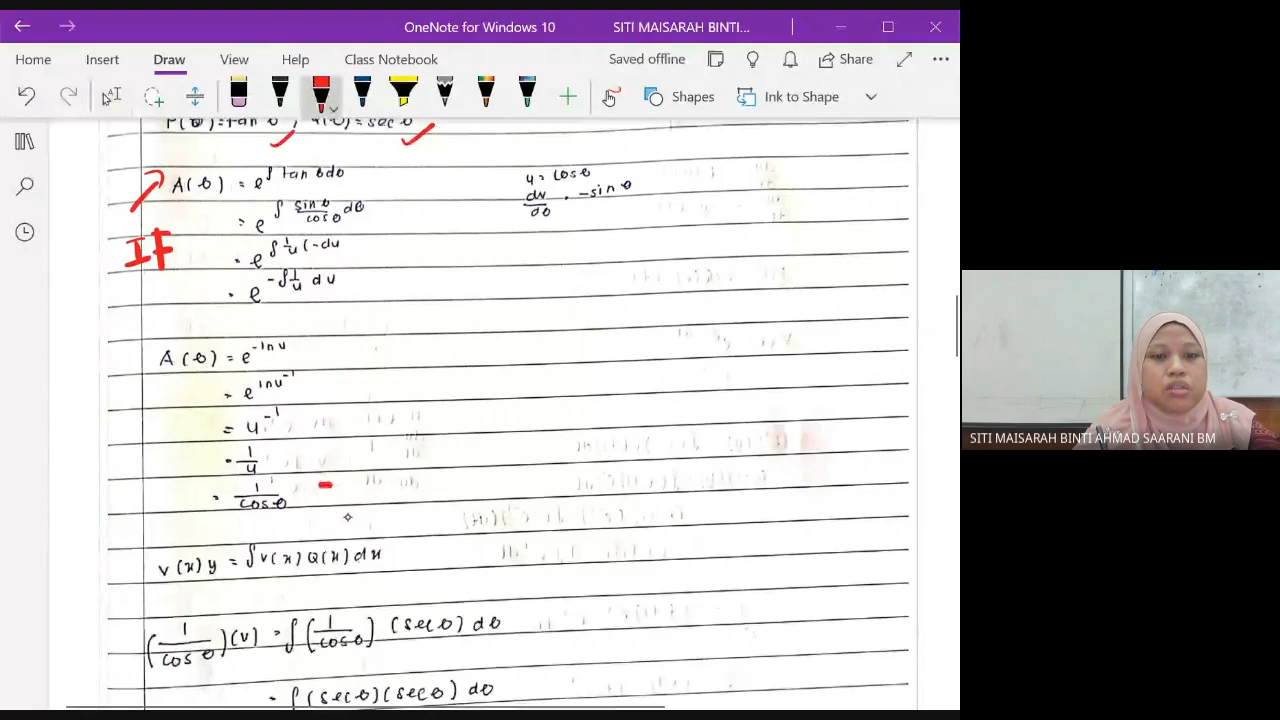 OneNote for Windows 10
SITI MAISARAH BINTI...
Home Insert Draw View Help Class Notebook
Saved offline
Share
Shapes
Ink to Shape
P(θ)=tan θ , Q(θ)=sec θ
A(θ) = e^∫ tan θ dθ
u = cos θ
= e^∫ sin θ/cos θ dθ
du/dθ = -sin θ
IF
= e^∫ 1/u (-du
= e^-∫ 1/u du
A(θ) = e^-ln u
= e^ln u^-1
= u^-1
= 1/u
= 1/cos θ
v(x) y = ∫ v(x) Q(x) dx
(1/cos θ)(v) = ∫ (1/cos θ) (sec θ) dθ
= ∫ (sec θ)(sec θ) dθ
SITI MAISARAH BINTI AHMAD SAARANI BM